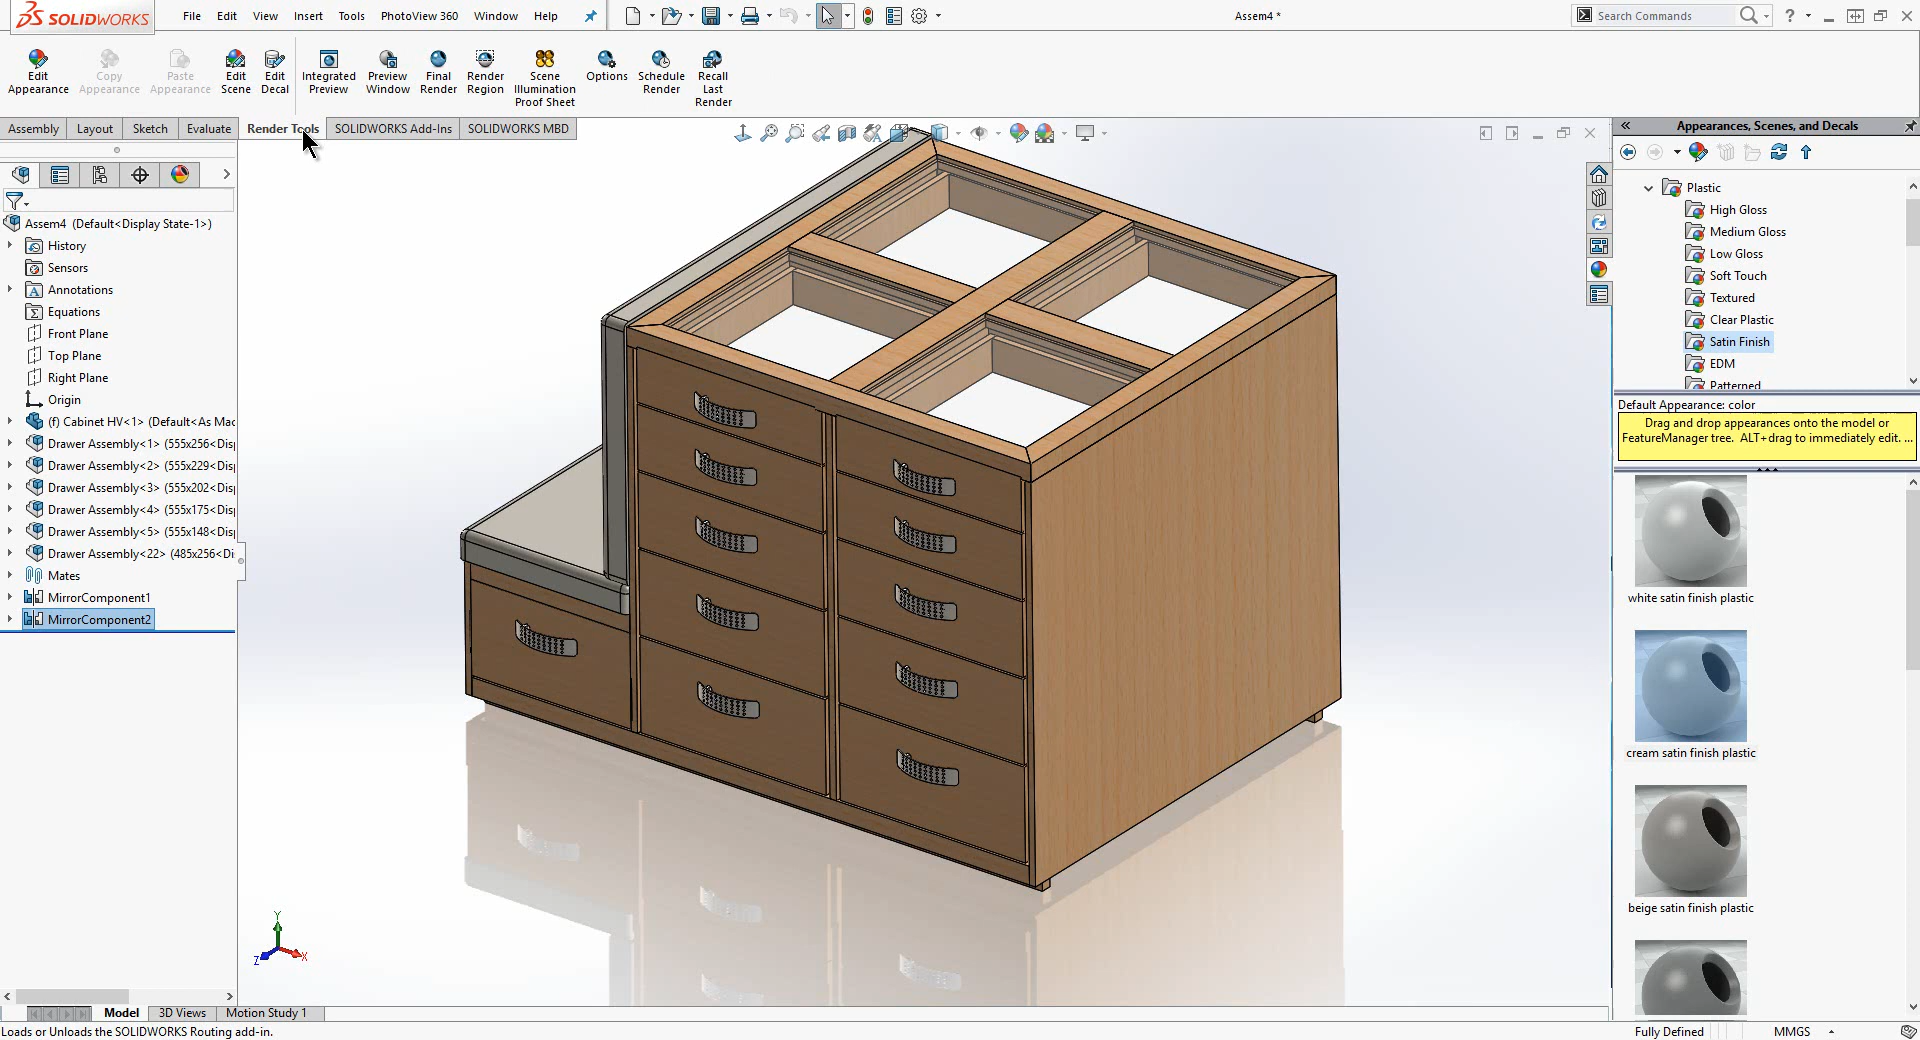 SOLIDWORKS
File Edit View Insert Tools PhotoView 360 Window Help
Assem4 *
Search Commands
Edit Appearance
Copy Appearance
Paste Appearance
Edit Scene
Edit Decal
Integrated Preview
Preview Window
Final Render
Render Region
Scene Illumination Proof Sheet
Options
Schedule Render
Recall Last Render
Assembly Layout Sketch Evaluate Render Tools SOLIDWORKS Add-Ins SOLIDWORKS MBD
Assem4 (Default<Display State-1>)
History
Sensors
Annotations
Equations
Front Plane
Top Plane
Right Plane
Origin
(f) Cabinet HV<1> (Default<As Mac
Drawer Assembly<1> (555x256<Disp
Drawer Assembly<2> (555x229<Disp
Drawer Assembly<3> (555x202<Disp
Drawer Assembly<4> (555x175<Disp
Drawer Assembly<5> (555x148<Disp
Drawer Assembly<22> (485x256<Di
Mates
MirrorComponent1
MirrorComponent2
Y
Z
X
Appearances, Scenes, and Decals
Plastic
High Gloss
Medium Gloss
Low Gloss
Soft Touch
Textured
Clear Plastic
Satin Finish
EDM
Patterned
Default Appearance: color
Drag and drop appearances onto the model or
FeatureManager tree. ALT+drag to immediately edit. ...
white satin finish plastic
cream satin finish plastic
beige satin finish plastic
Model 3D Views Motion Study 1
Loads or Unloads the SOLIDWORKS Routing add-in.
Fully Defined
MMGS